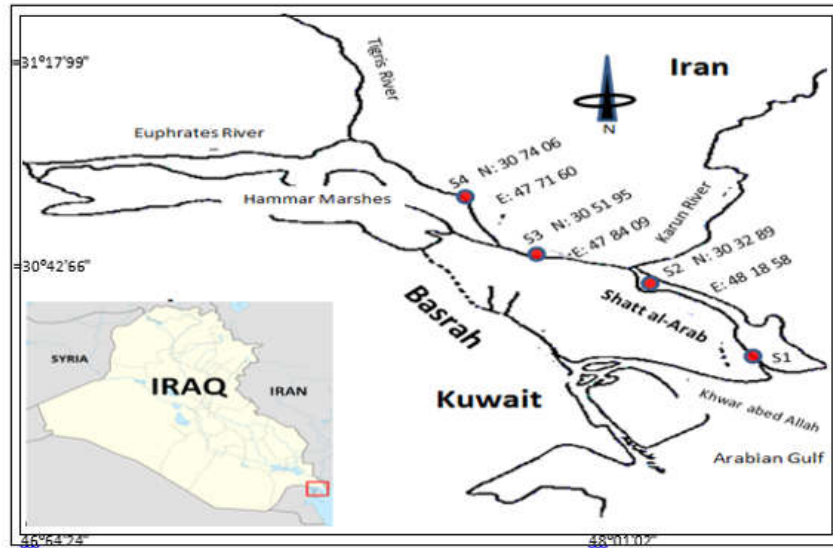 31°17'99"
Tigris River
Iran
N
Euphrates River
Hammar Marshes
S4 N: 30 74 06
E: 47 71 60
S3 N: 30 51 95
E: 47 84 09
Karun River
S2 N: 30 32 89
E: 48 18 58
30°42'66"
Basrah
Shatt al-Arab
S1
Kuwait
Khwar abed Allah
Arabian Gulf
SYRIA
IRAQ
IRAN
46°64'24"
48°01'02"